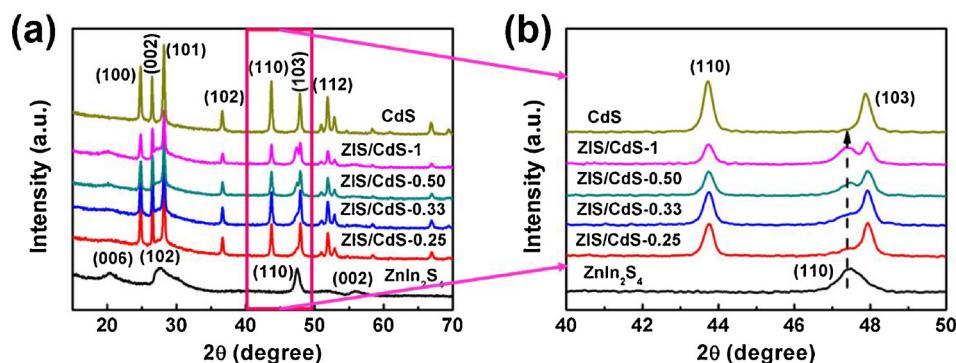 (a)
Intensity (a.u.)
(100)
(002)
(101)
(102)
(110)
(103)
(112)
CdS
ZIS/CdS-1
ZIS/CdS-0.50
ZIS/CdS-0.33
ZIS/CdS-0.25
(006)
(102)
(110)
(002)
ZnIn₂S₄
20 30 40 50 60 70
2θ (degree)
(b)
Intensity (a.u.)
(110)
(103)
CdS
ZIS/CdS-1
ZIS/CdS-0.50
ZIS/CdS-0.33
ZIS/CdS-0.25
(110)
ZnIn₂S₄
40 42 44 46 48 50
2θ (degree)